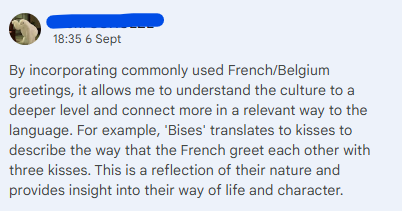 18:35 6 Sept
By incorporating commonly used French/Belgium
greetings, it allows me to understand the culture to a
deeper level and connect more in a relevant way to the
language. For example, 'Bises' translates to kisses to
describe the way that the French greet each other with
three kisses. This is a reflection of their nature and
provides insight into their way of life and character.